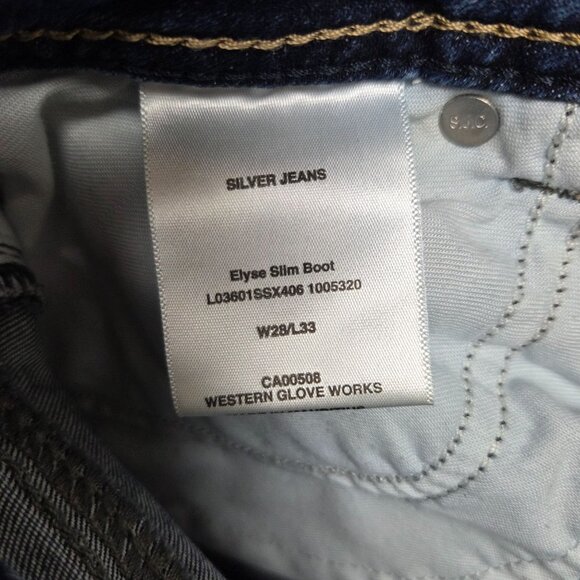 SILVER JEANS
Elyse Slim Boot
L03601SSX406 1005320
W28/L33
CA00508
WESTERN GLOVE WORKS
S.J.C.